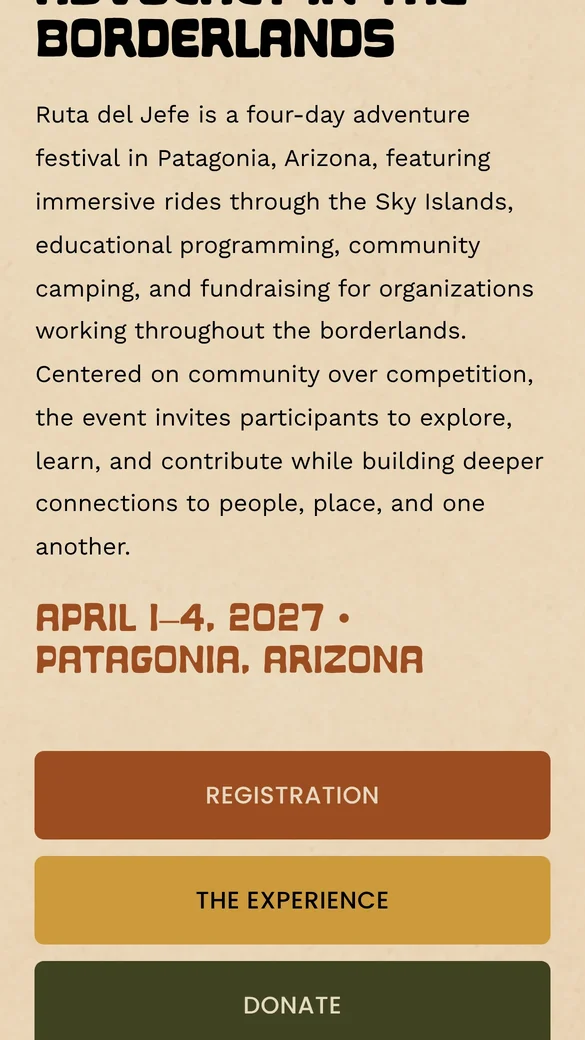 ADVOCACY IN THE
BORDERLANDS
Ruta del Jefe is a four-day adventure
festival in Patagonia, Arizona, featuring
immersive rides through the Sky Islands,
educational programming, community
camping, and fundraising for organizations
working throughout the borderlands.
Centered on community over competition,
the event invites participants to explore,
learn, and contribute while building deeper
connections to people, place, and one
another.
APRIL 1–4, 2027 •
PATAGONIA, ARIZONA
REGISTRATION
THE EXPERIENCE
DONATE